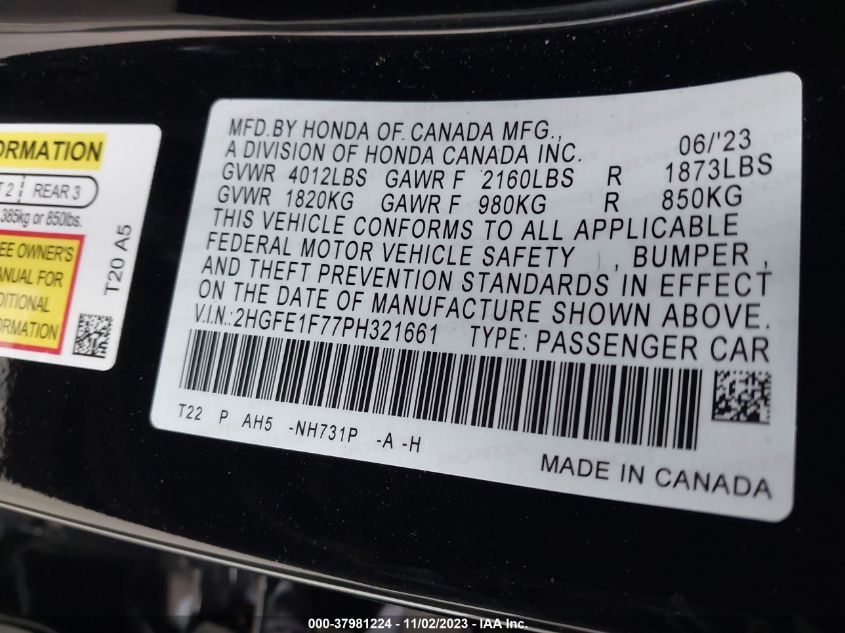 ORMATION
T 2 REAR 3
385kg or 850lbs.
EE OWNER'S
ANUAL FOR
DDITIONAL
FORMATION
T20 A5
MFD. BY HONDA OF CANADA MFG.,
A DIVISION OF HONDA CANADA INC. 06/'23
GVWR 4012LBS GAWR F 2160LBS R 1873LBS
GVWR 1820KG GAWR F 980KG R 850KG
THIS VEHICLE CONFORMS TO ALL APPLICABLE
FEDERAL MOTOR VEHICLE SAFETY , BUMPER ,
AND THEFT PREVENTION STANDARDS IN EFFECT
ON THE DATE OF MANUFACTURE SHOWN ABOVE.
V.I.N.: 2HGFE1F77PH321661 TYPE: PASSENGER CAR
T22 P AH5 -NH731P -A -H
MADE IN CANADA
000-37981224 - 11/02/2023 - IAA Inc.